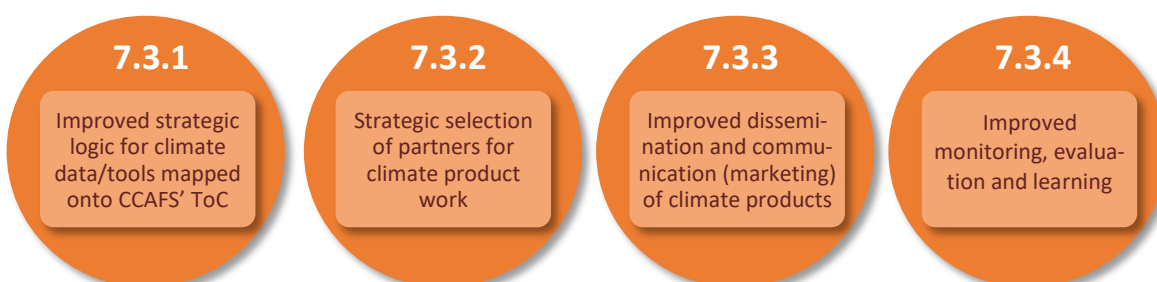 7.3.1
Improved strategic
logic for climate
data/tools mapped
onto CCAFS’ ToC
7.3.2
Strategic selection
of partners for
climate product
work
7.3.3
Improved dissemi-
nation and commu-
nication (marketing)
of climate products
7.3.4
Improved
monitoring, evalua-
tion and learning